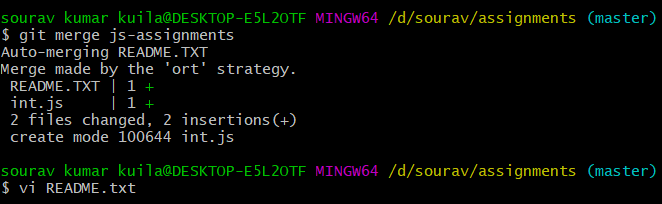 sourav kumar kuila@DESKTOP-E5L2OTF MINGW64 /d/sourav/assignments (master)
$ git merge js-assignments
Auto-merging README.TXT
Merge made by the 'ort' strategy.
 README.TXT | 1 +
 int.js     | 1 +
 2 files changed, 2 insertions(+)
 create mode 100644 int.js
sourav kumar kuila@DESKTOP-E5L2OTF MINGW64 /d/sourav/assignments (master)
$ vi README.txt